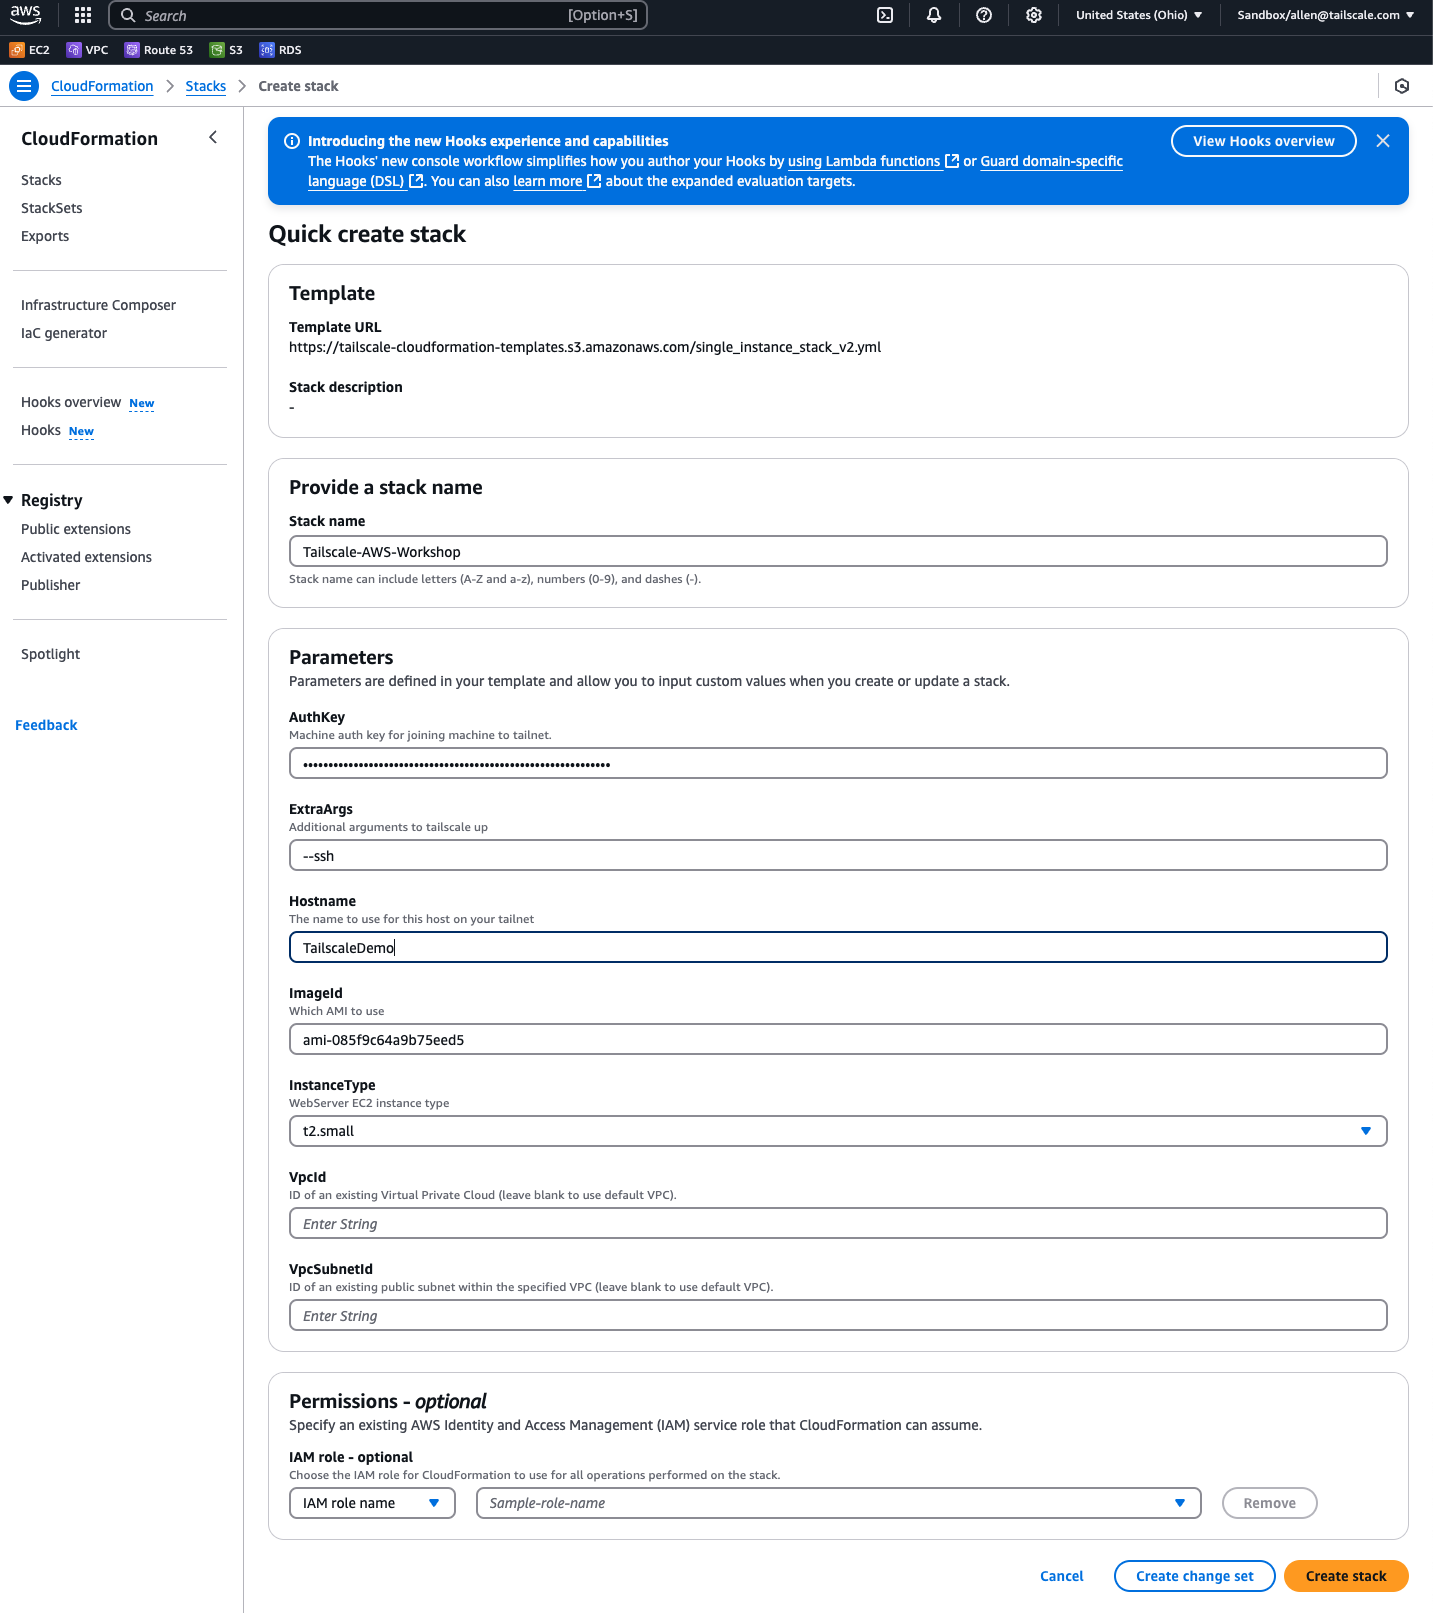 aws
Search
[Option+S]
United States (Ohio)
Sandbox/allen@tailscale.com
EC2
VPC
Route 53
S3
RDS
CloudFormation
Stacks
Create stack
CloudFormation
Stacks
StackSets
Exports
Infrastructure Composer
IaC generator
Hooks overview New
Hooks New
Registry
Public extensions
Activated extensions
Publisher
Spotlight
Feedback
Introducing the new Hooks experience and capabilities
The Hooks' new console workflow simplifies how you author your Hooks by using Lambda functions or Guard domain-specific
language (DSL). You can also learn more about the expanded evaluation targets.
View Hooks overview
Quick create stack
Template
Template URL
https://tailscale-cloudformation-templates.s3.amazonaws.com/single_instance_stack_v2.yml
Stack description
-
Provide a stack name
Stack name
Tailscale-AWS-Workshop
Stack name can include letters (A-Z and a-z), numbers (0-9), and dashes (-).
Parameters
Parameters are defined in your template and allow you to input custom values when you create or update a stack.
AuthKey
Machine auth key for joining machine to tailnet.
ExtraArgs
Additional arguments to tailscale up
--ssh
Hostname
The name to use for this host on your tailnet
TailscaleDemo
ImageId
Which AMI to use
ami-085f9c64a9b75eed5
InstanceType
WebServer EC2 instance type
t2.small
VpcId
ID of an existing Virtual Private Cloud (leave blank to use default VPC).
Enter String
VpcSubnetId
ID of an existing public subnet within the specified VPC (leave blank to use default VPC).
Enter String
Permissions - optional
Specify an existing AWS Identity and Access Management (IAM) service role that CloudFormation can assume.
IAM role - optional
Choose the IAM role for CloudFormation to use for all operations performed on the stack.
IAM role name
Sample-role-name
Remove
Cancel
Create change set
Create stack